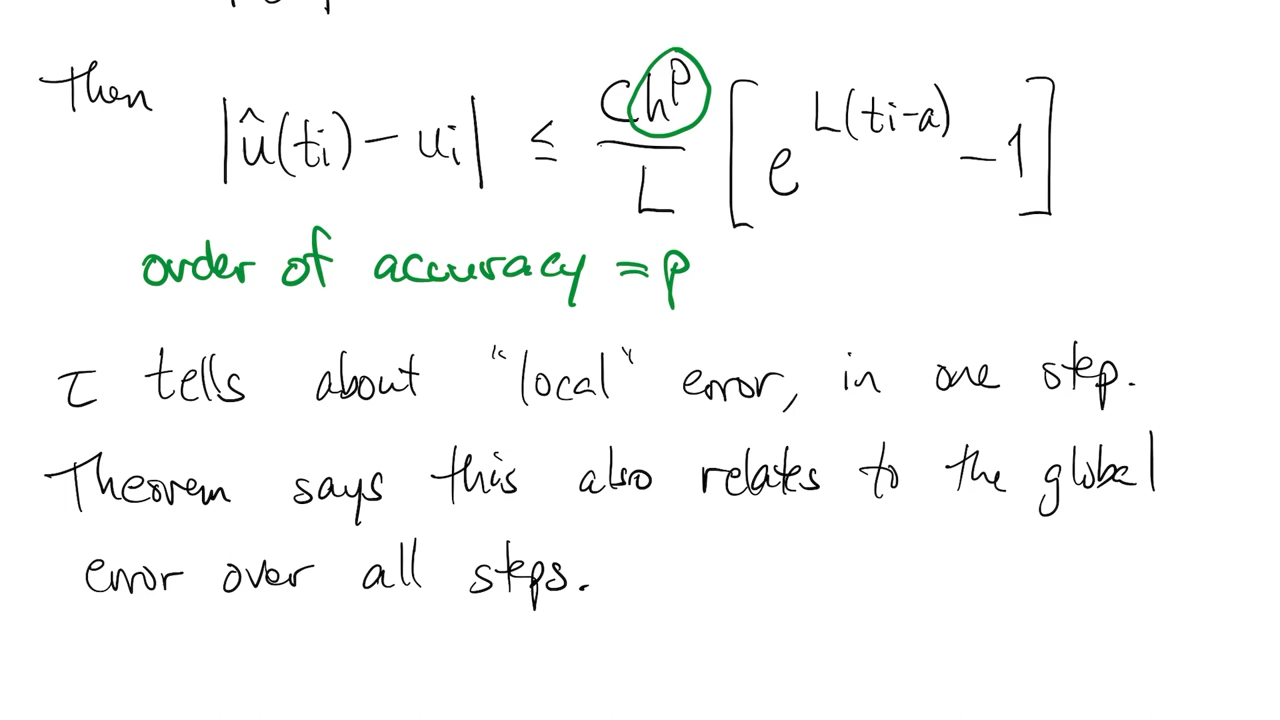 Then |û(tᵢ) − uᵢ| ≤ Chᵖ/L [e^{L(tᵢ−a)} − 1]
order of accuracy = p
τ tells about "local" error, in one step.
Theorem says this also relates to the global
error over all steps.